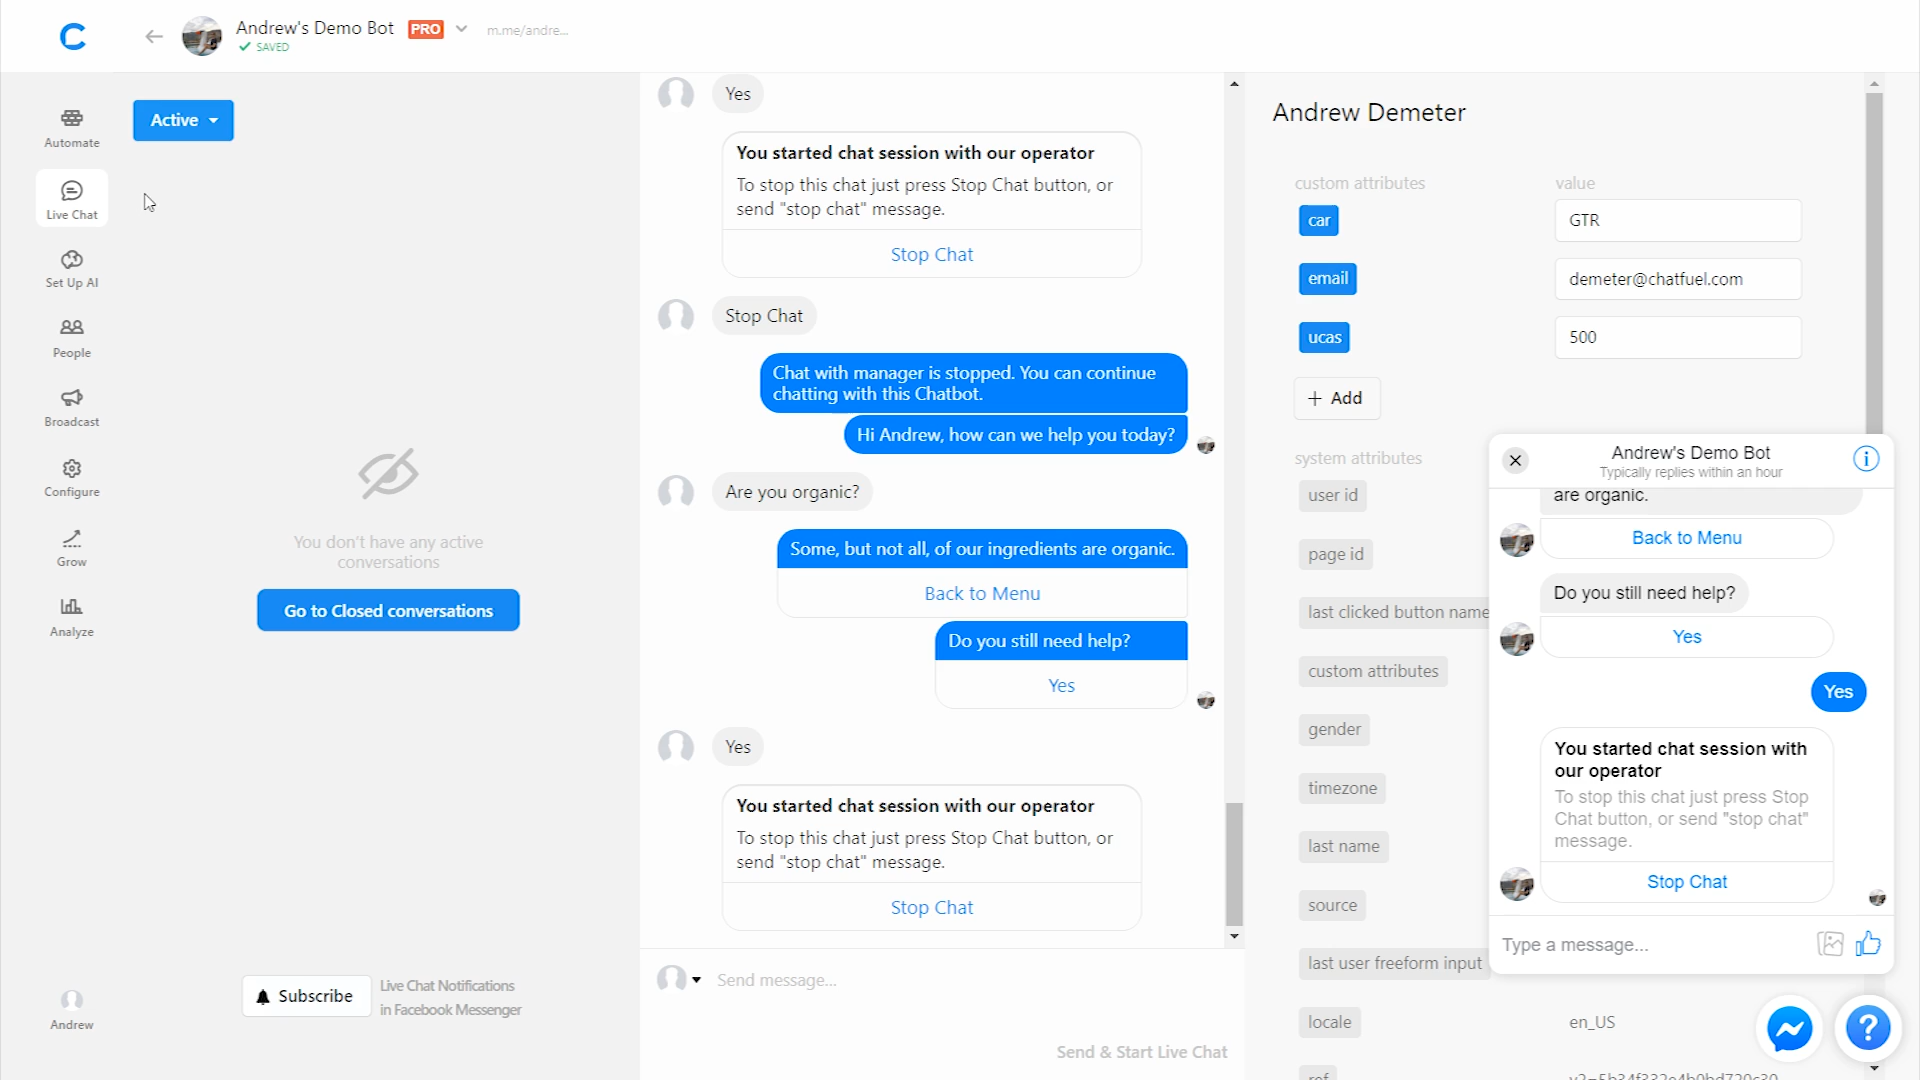 Andrew's Demo Bot
PRO
m.me/andre...
SAVED
Automate
Live Chat
Set Up AI
People
Broadcast
Configure
Grow
Analyze
Andrew
Active
You don't have any active
conversations
Go to Closed conversations
Subscribe
Live Chat Notifications
in Facebook Messenger
Yes
You started chat session with our operator
To stop this chat just press Stop Chat button, or
send "stop chat" message.
Stop Chat
Stop Chat
Chat with manager is stopped. You can continue
chatting with this Chatbot.
Hi Andrew, how can we help you today?
Are you organic?
Some, but not all, of our ingredients are organic.
Back to Menu
Do you still need help?
Yes
Yes
You started chat session with our operator
To stop this chat just press Stop Chat button, or
send "stop chat" message.
Stop Chat
Send message...
Send & Start Live Chat
Andrew Demeter
custom attributes value
car GTR
email demeter@chatfuel.com
ucas 500
+ Add
system attributes
user id
page id
last clicked button name
custom attributes
gender
timezone
last name
source
last user freeform input
locale en_US
Andrew's Demo Bot
Typically replies within an hour
are organic.
Back to Menu
Do you still need help?
Yes
Yes
You started chat session with
our operator
To stop this chat just press Stop
Chat button, or send "stop chat"
message.
Stop Chat
Type a message...